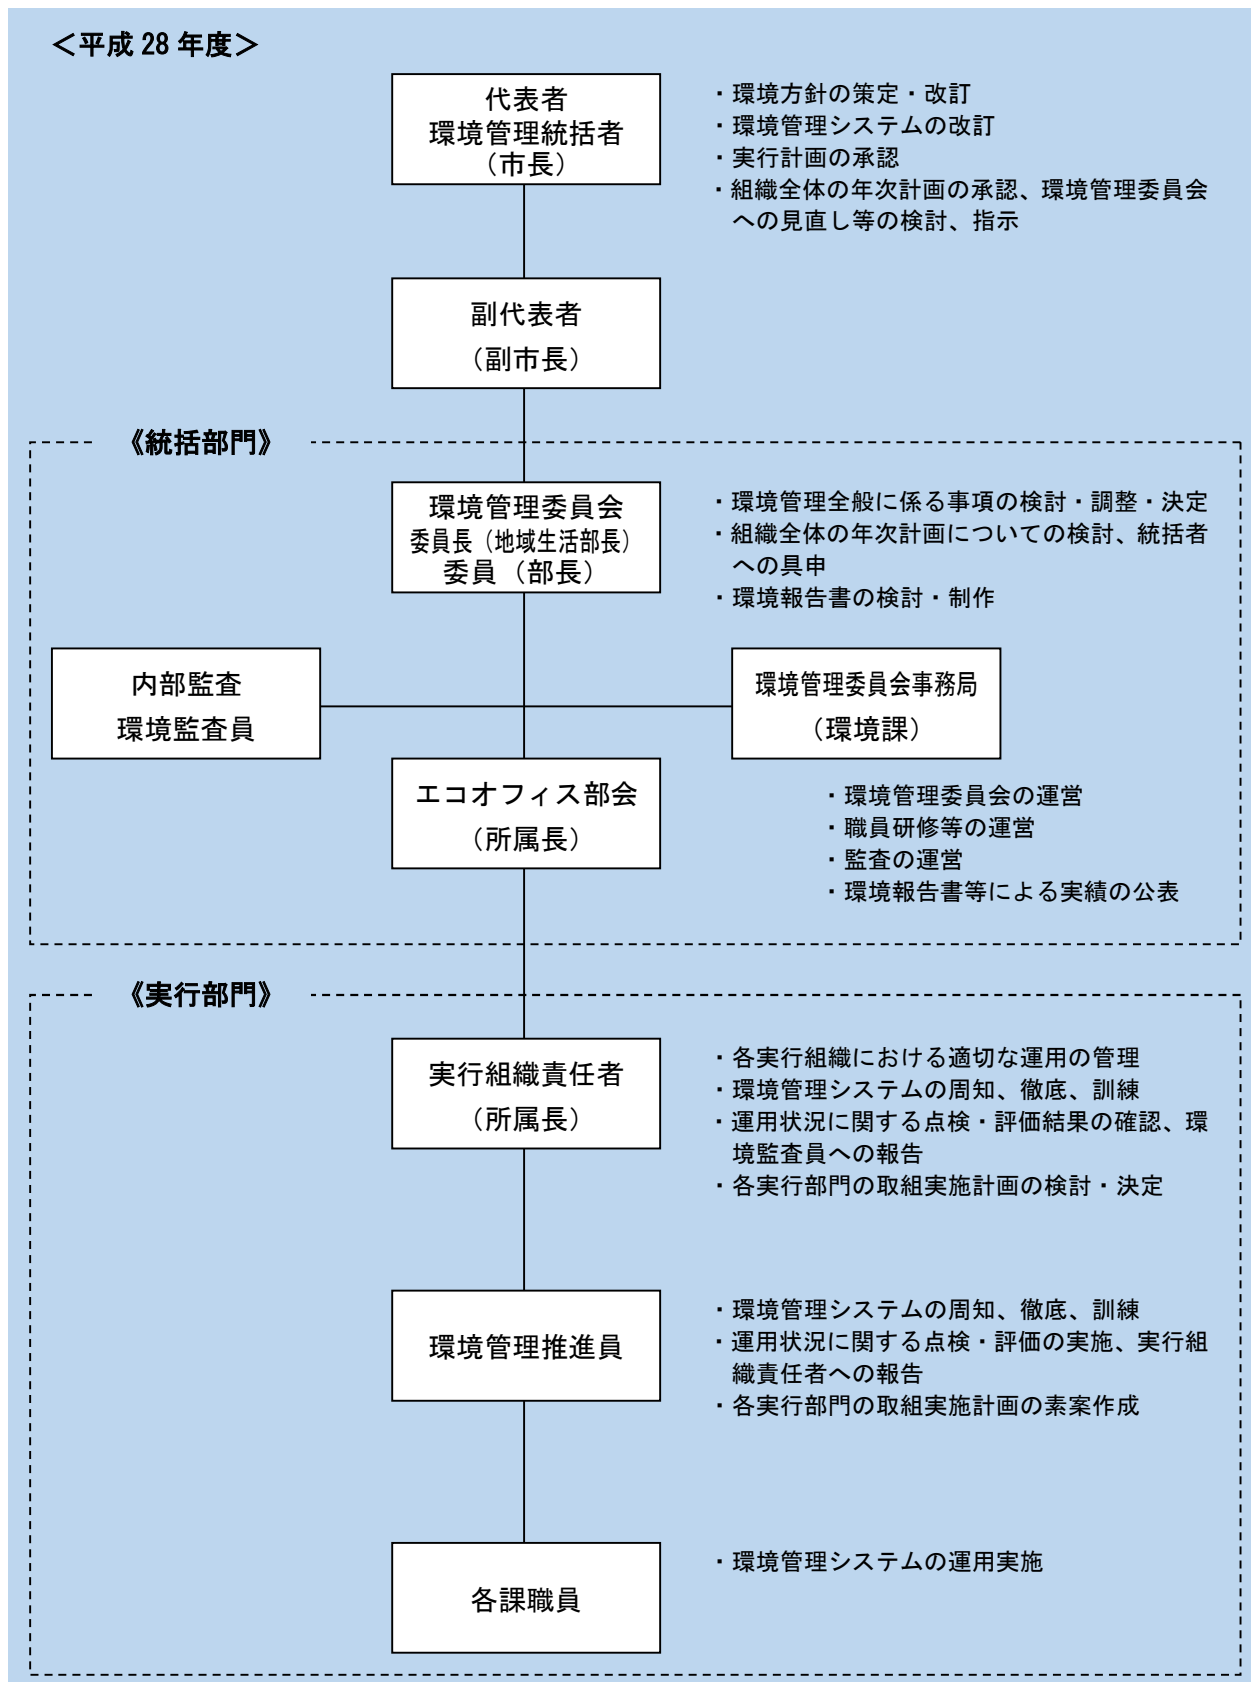 ＜平成 28 年度＞
代表者
環境管理統括者
（市長）
・環境方針の策定・改訂
・環境管理システムの改訂
・実行計画の承認
・組織全体の年次計画の承認、環境管理委員会
への見直し等の検討、指示
副代表者
（副市長）
《統括部門》
環境管理委員会
委員長（地域生活部長）
委員（部長）
・環境管理全般に係る事項の検討・調整・決定
・組織全体の年次計画についての検討、統括者
への具申
・環境報告書の検討・制作
内部監査
環境監査員
環境管理委員会事務局
（環境課）
エコオフィス部会
（所属長）
・環境管理委員会の運営
・職員研修等の運営
・監査の運営
・環境報告書等による実績の公表
《実行部門》
実行組織責任者
（所属長）
・各実行組織における適切な運用の管理
・環境管理システムの周知、徹底、訓練
・運用状況に関する点検・評価結果の確認、環
境監査員への報告
・各実行部門の取組実施計画の検討・決定
環境管理推進員
・環境管理システムの周知、徹底、訓練
・運用状況に関する点検・評価の実施、実行組
織責任者への報告
・各実行部門の取組実施計画の素案作成
各課職員
・環境管理システムの運用実施